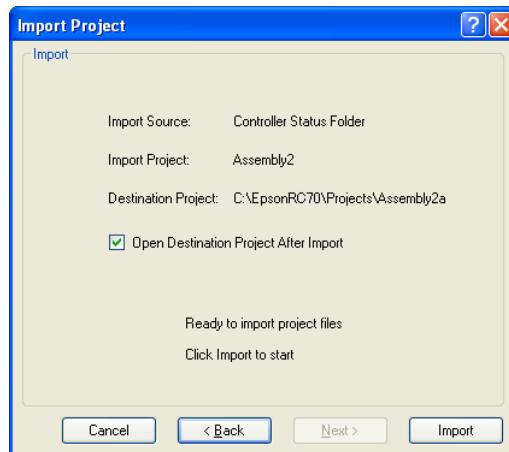 Import Project
Import
Import Source: Controller Status Folder
Import Project: Assembly2
Destination Project: C:\EpsonRC70\Projects\Assembly2a
Open Destination Project After Import
Ready to import project files
Click Import to start
Cancel < Back Next > Import